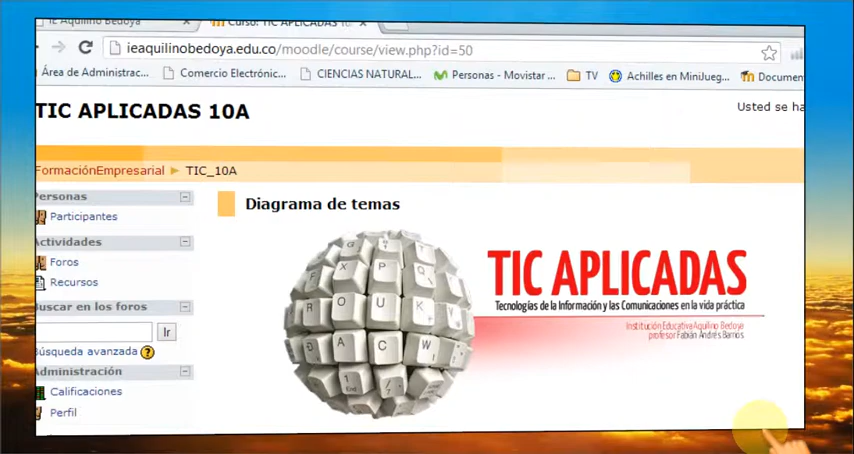 IE Aquilino Bedoya
Curso: TIC APLICADAS 10A
ieaquilinobedoya.edu.co/moodle/course/view.php?id=50
Área de Administrac...
Comercio Electrónic...
CIENCIAS NATURAL...
Personas - Movistar ...
TV
Achilles en MiniJueg...
Documen
TIC APLICADAS 10A
Usted se ha
FormaciónEmpresarial ► TIC_10A
Personas
Participantes
Actividades
Foros
Recursos
Buscar en los foros
Ir
Búsqueda avanzada ?
Administración
Calificaciones
Perfil
Diagrama de temas
TIC APLICADAS
Tecnologías de la Información y las Comunicaciones en la vida práctica
Institución Educativa Aquilino Bedoya
profesor Fabián Andrés Barrios